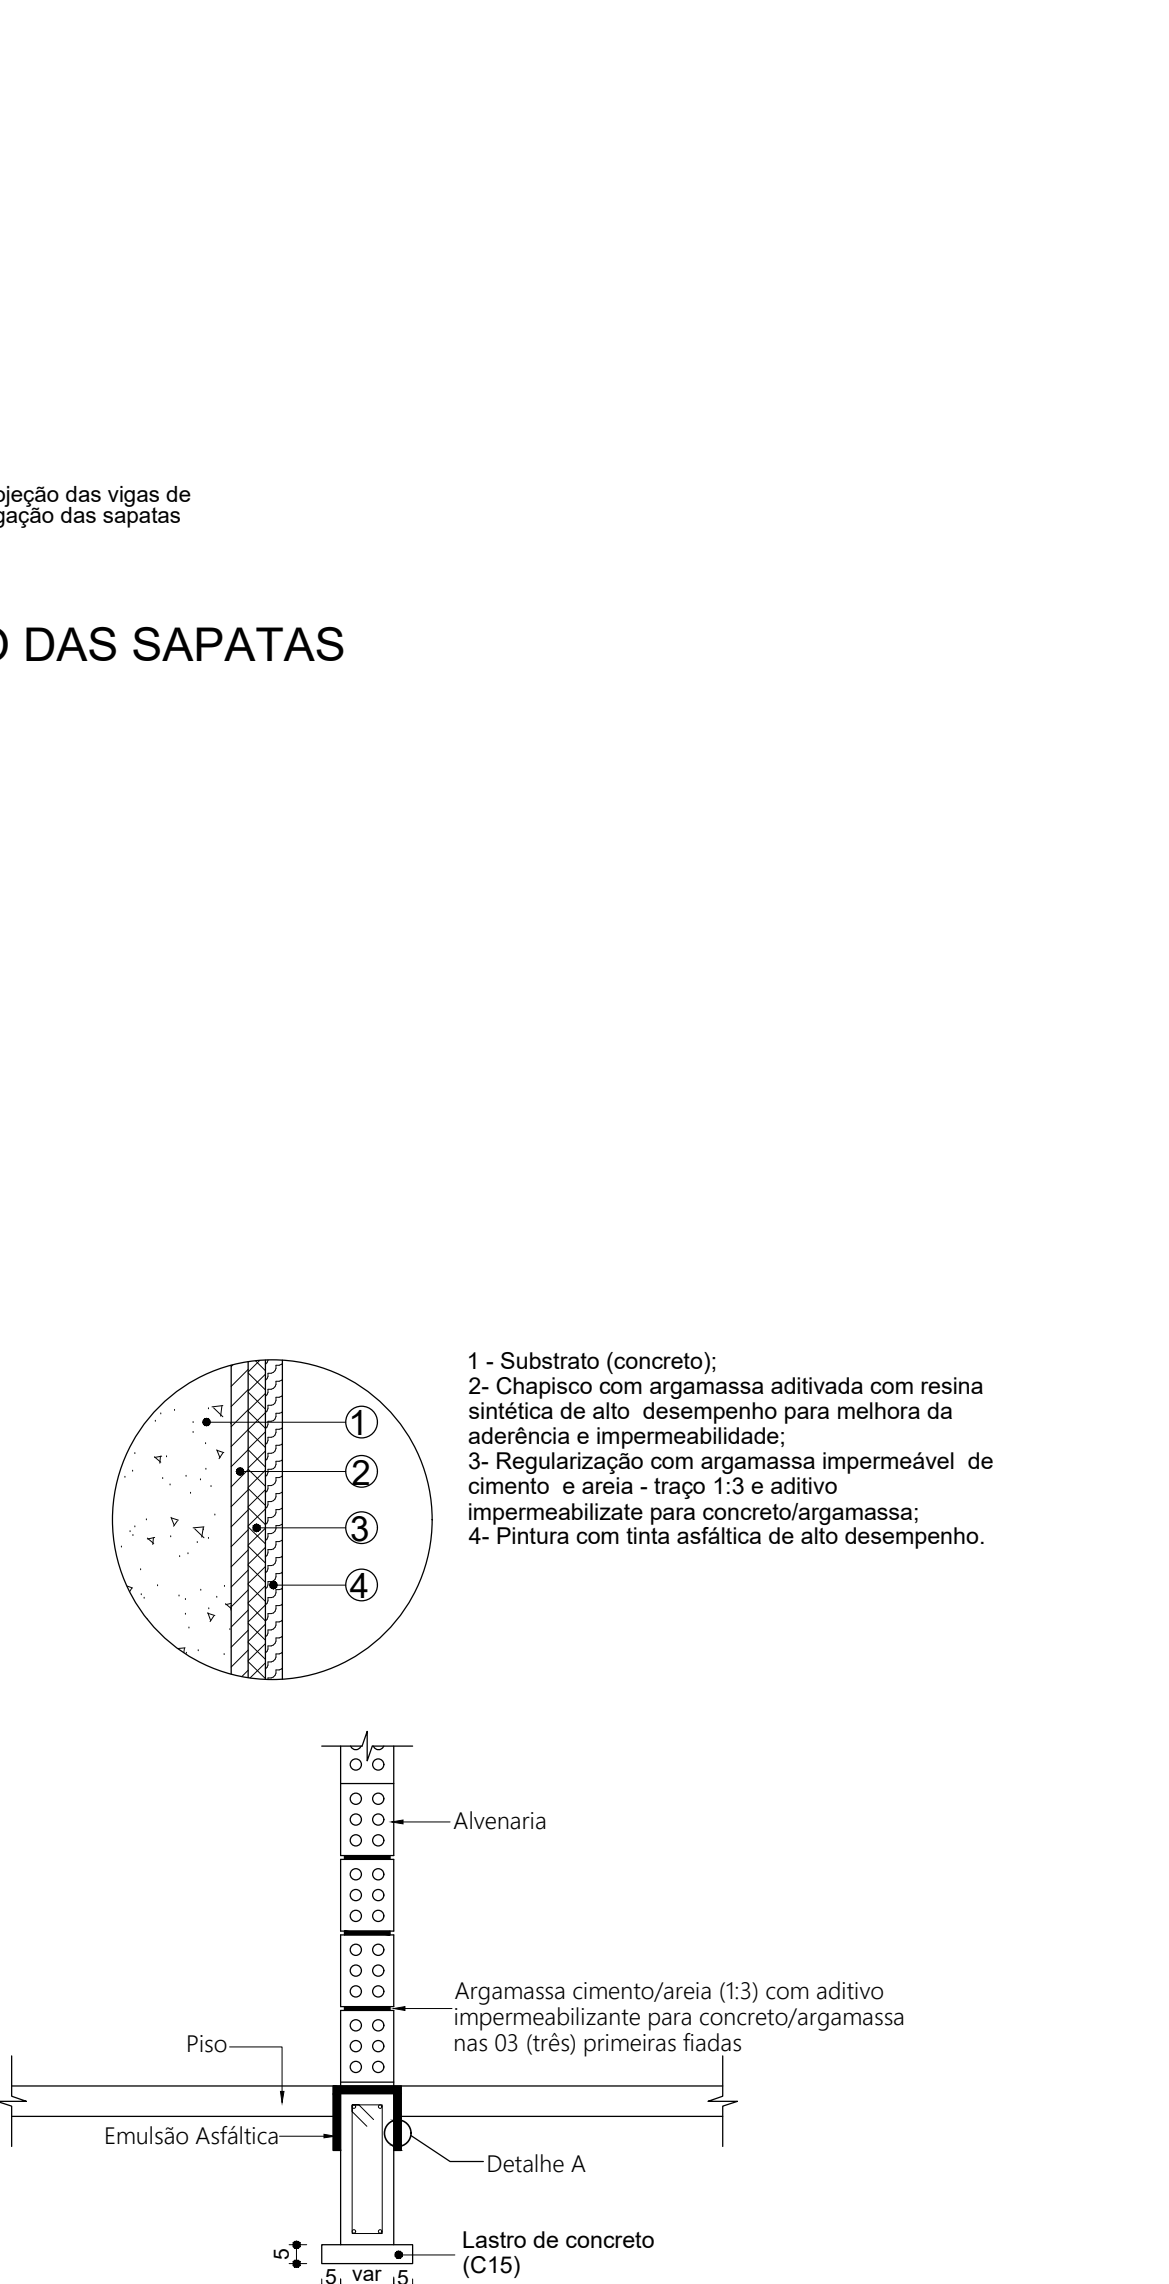 ojeção das vigas de
gação das sapatas
O DAS SAPATAS
1 - Substrato (concreto);
2- Chapisco com argamassa aditivada com resina
sintética de alto desempenho para melhora da
aderência e impermeabilidade;
3- Regularização com argamassa impermeável de
cimento e areia - traço 1:3 e aditivo
impermeabilizate para concreto/argamassa;
4- Pintura com tinta asfáltica de alto desempenho.
1
2
3
4
Alvenaria
Argamassa cimento/areia (1:3) com aditivo
impermeabilizante para concreto/argamassa
nas 03 (três) primeiras fiadas
Piso
Emulsão Asfáltica
Detalhe A
Lastro de concreto
(C15)
5
5 var 5